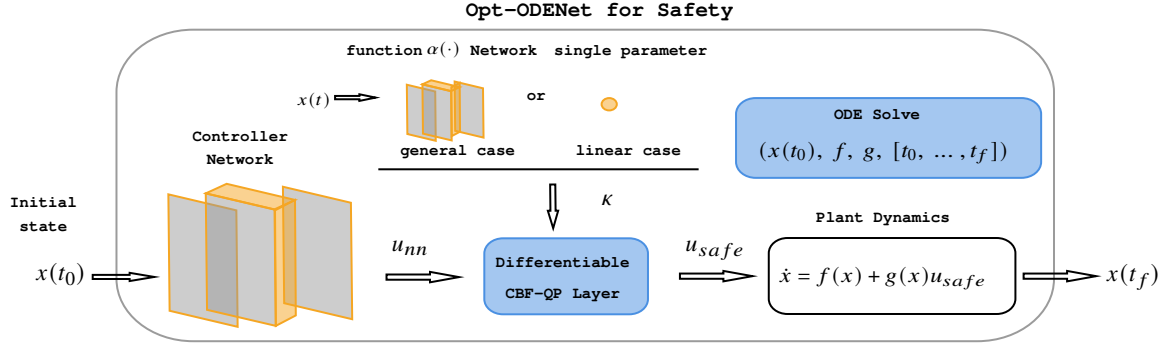 Opt-ODENet for Safety
function α(·) Network single parameter
x(t)
or
general case
linear case
κ
ODE Solve
(x(t₀), f, g, [t₀, ... , t_f])
Controller
Network
Initial
state
x(t₀)
u_nn
Differentiable
CBF-QP Layer
u_safe
Plant Dynamics
ẋ = f(x) + g(x)u_safe
x(t_f)